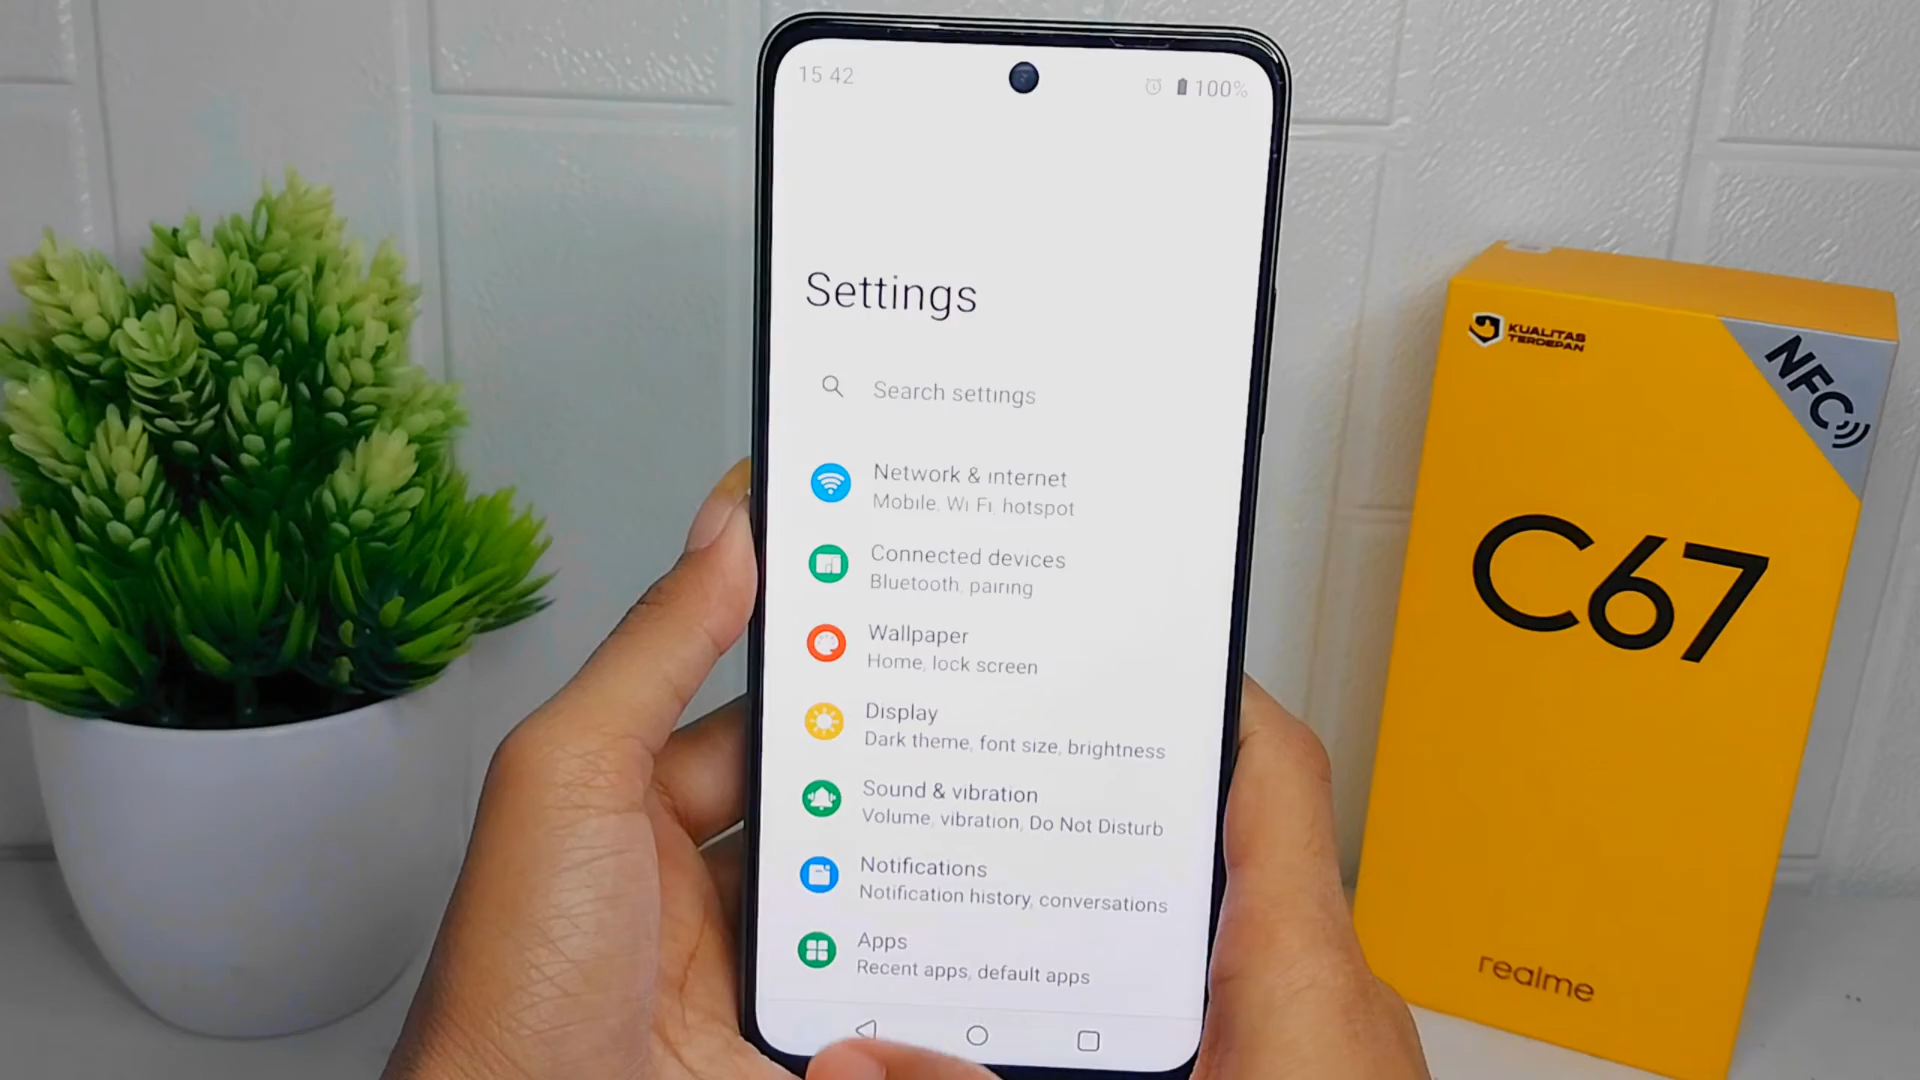 15 42
100%
Settings
Search settings
Network & internet
Mobile, Wi Fi, hotspot
Connected devices
Bluetooth, pairing
Wallpaper
Home, lock screen
Display
Dark theme, font size, brightness
Sound & vibration
Volume, vibration, Do Not Disturb
Notifications
Notification history, conversations
Apps
Recent apps, default apps
KUALITAS
TERDEPAN
NFC
C67
realme